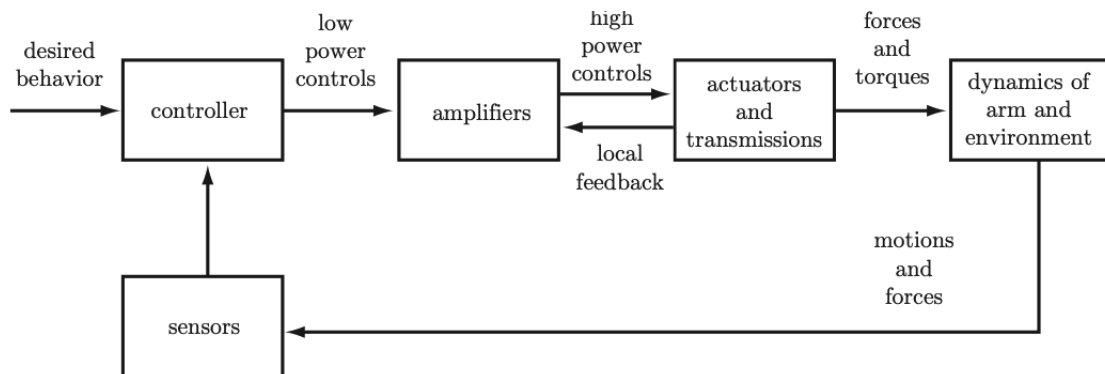 desired
behavior
controller
low
power
controls
amplifiers
high
power
controls
local
feedback
actuators
and
transmissions
forces
and
torques
dynamics of
arm and
environment
motions
and
forces
sensors